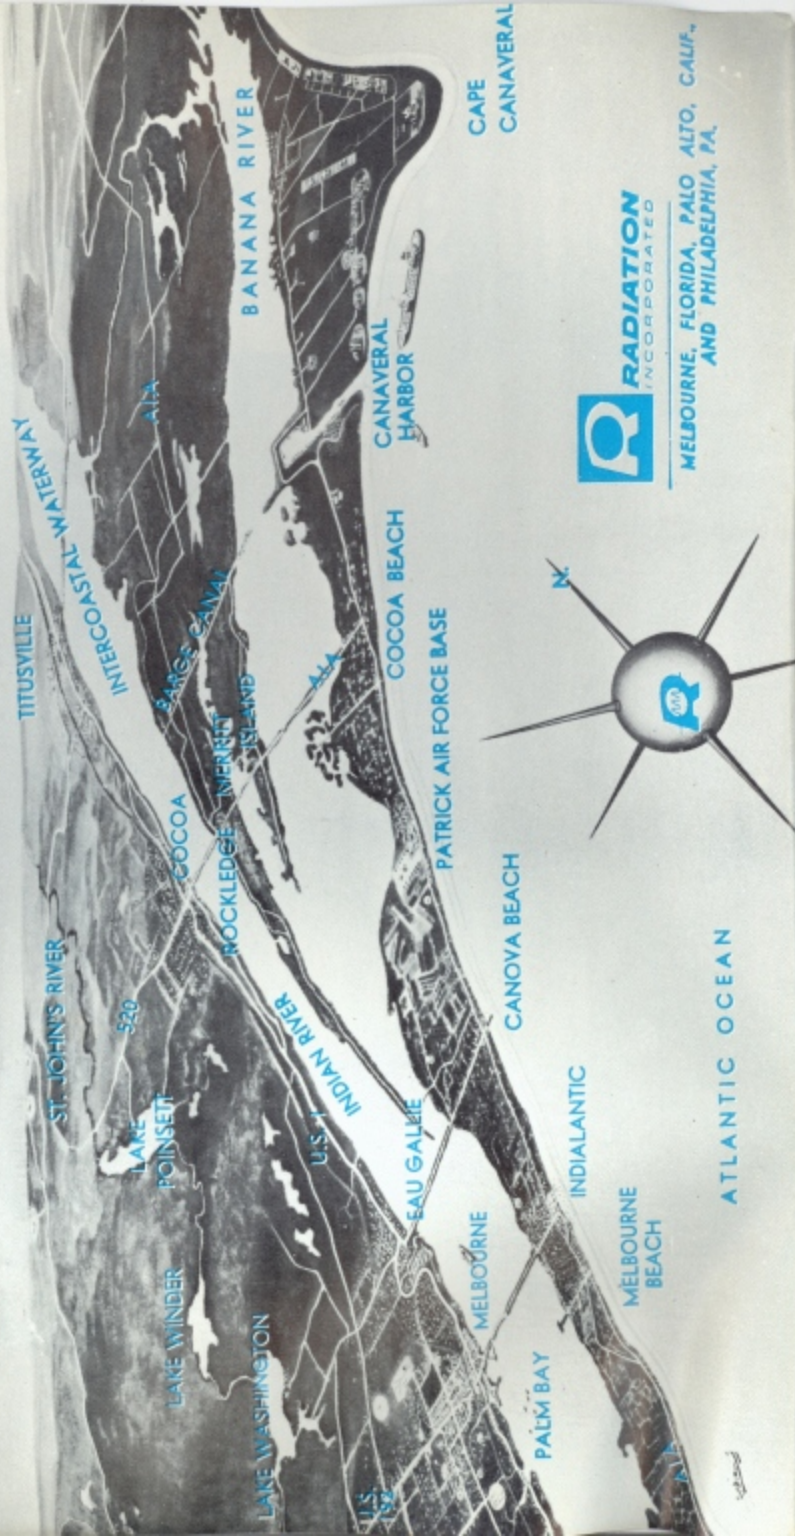 TITUSVILLE
INTERCOASTAL WATERWAY
ST. JOHN'S RIVER
520
LAKE
POINSETT
LAKE WINDER
LAKE WASHINGTON
U.S.
192
U.S. 1
COCOA
ROCKLEDGE
MERRITT
ISLAND
BARGE CANAL
A1A
BANANA RIVER
A1A
INDIAN RIVER
EAU GALLIE
MELBOURNE
PALM BAY
A1A
CAPE
CANAVERAL
CANAVERAL
HARBOR
COCOA BEACH
PATRICK AIR FORCE BASE
CANOVA BEACH
INDIALANTIC
MELBOURNE
BEACH
ATLANTIC OCEAN
N.
R
R
RADIATION
INCORPORATED
MELBOURNE, FLORIDA, PALO ALTO, CALIF.,
AND PHILADELPHIA, PA.